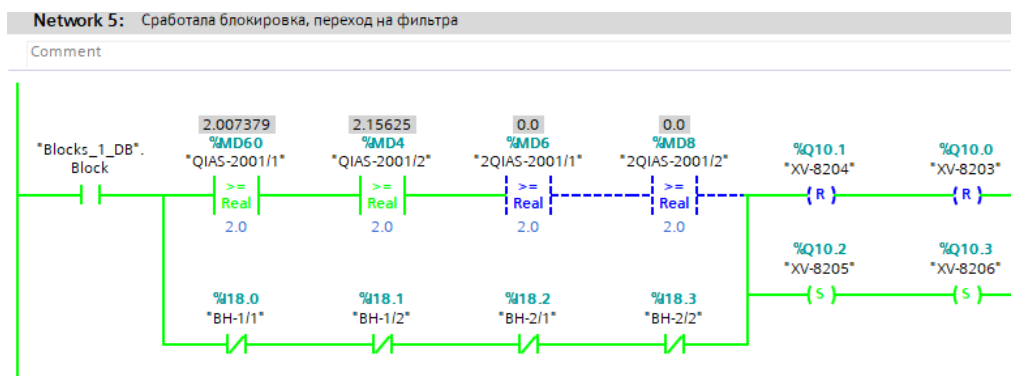 Network 5: Сработала блокировка, переход на фильтра
Comment
2.007379 2.15625 0.0 0.0
%MD60 %MD4 %MD6 %MD8
"Blocks_1_DB". "QIAS-2001/1" "QIAS-2001/2" "2QIAS-2001/1" "2QIAS-2001/2" %Q10.1 %Q10.0
Block "XV-8204" "XV-8203"
>= >= >= >=
Real Real Real Real R R
2.0 2.0 2.0 2.0
%Q10.2 %Q10.3
"XV-8205" "XV-8206"
S S
%I18.0 %I18.1 %I18.2 %I18.3
"BH-1/1" "BH-1/2" "BH-2/1" "BH-2/2"